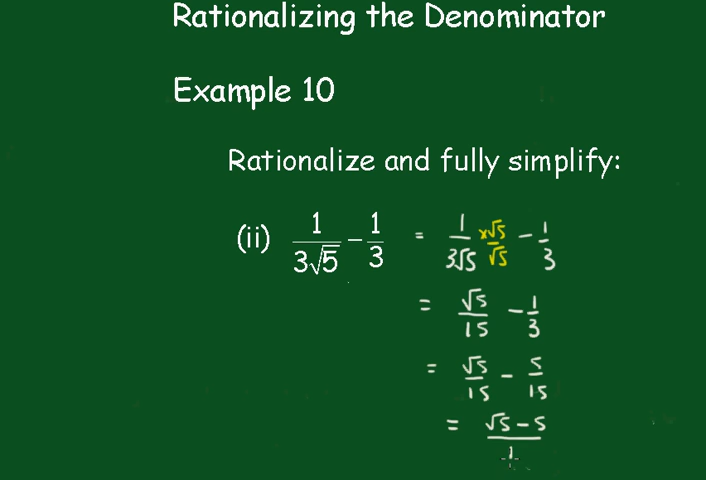 Rationalizing the Denominator
Example 10
Rationalize and fully simplify:
(ii) 1/(3√5) − 1/3 = 1/(3√5) ×√5/√5 − 1/3
= √5/15 − 1/3
= √5/15 − 5/15
= (√5 − 5)/1